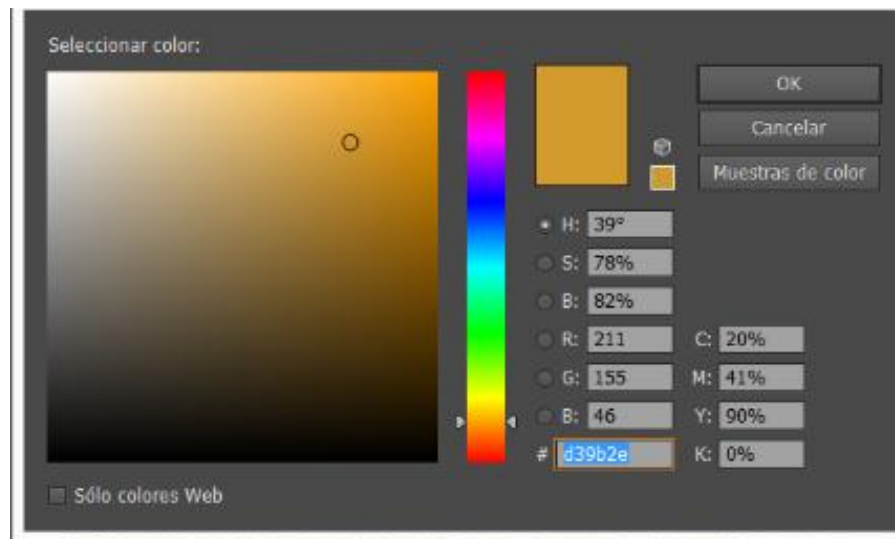 Seleccionar color:
OK
Cancelar
Muestras de color
H: 39°
S: 78%
B: 82%
R: 211
C: 20%
G: 155
M: 41%
B: 46
Y: 90%
# d39b2e
K: 0%
Sólo colores Web